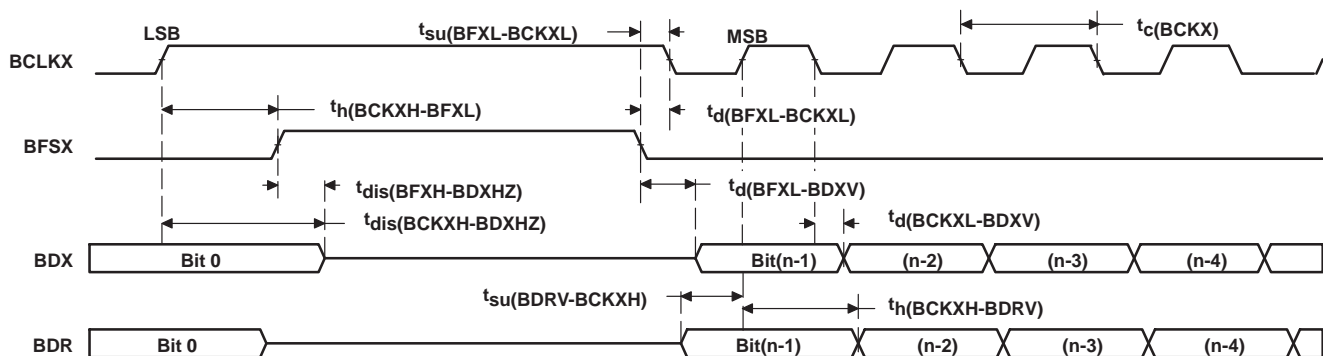 LSB
tsu(BFXL-BCKXL)
MSB
tc(BCKX)
BCLKX
th(BCKXH-BFXL)
td(BFXL-BCKXL)
BFSX
tdis(BFXH-BDXHZ)
td(BFXL-BDXV)
tdis(BCKXH-BDXHZ)
td(BCKXL-BDXV)
BDX Bit 0 Bit(n-1) (n-2) (n-3) (n-4)
tsu(BDRV-BCKXH)
th(BCKXH-BDRV)
BDR Bit 0 Bit(n-1) (n-2) (n-3) (n-4)